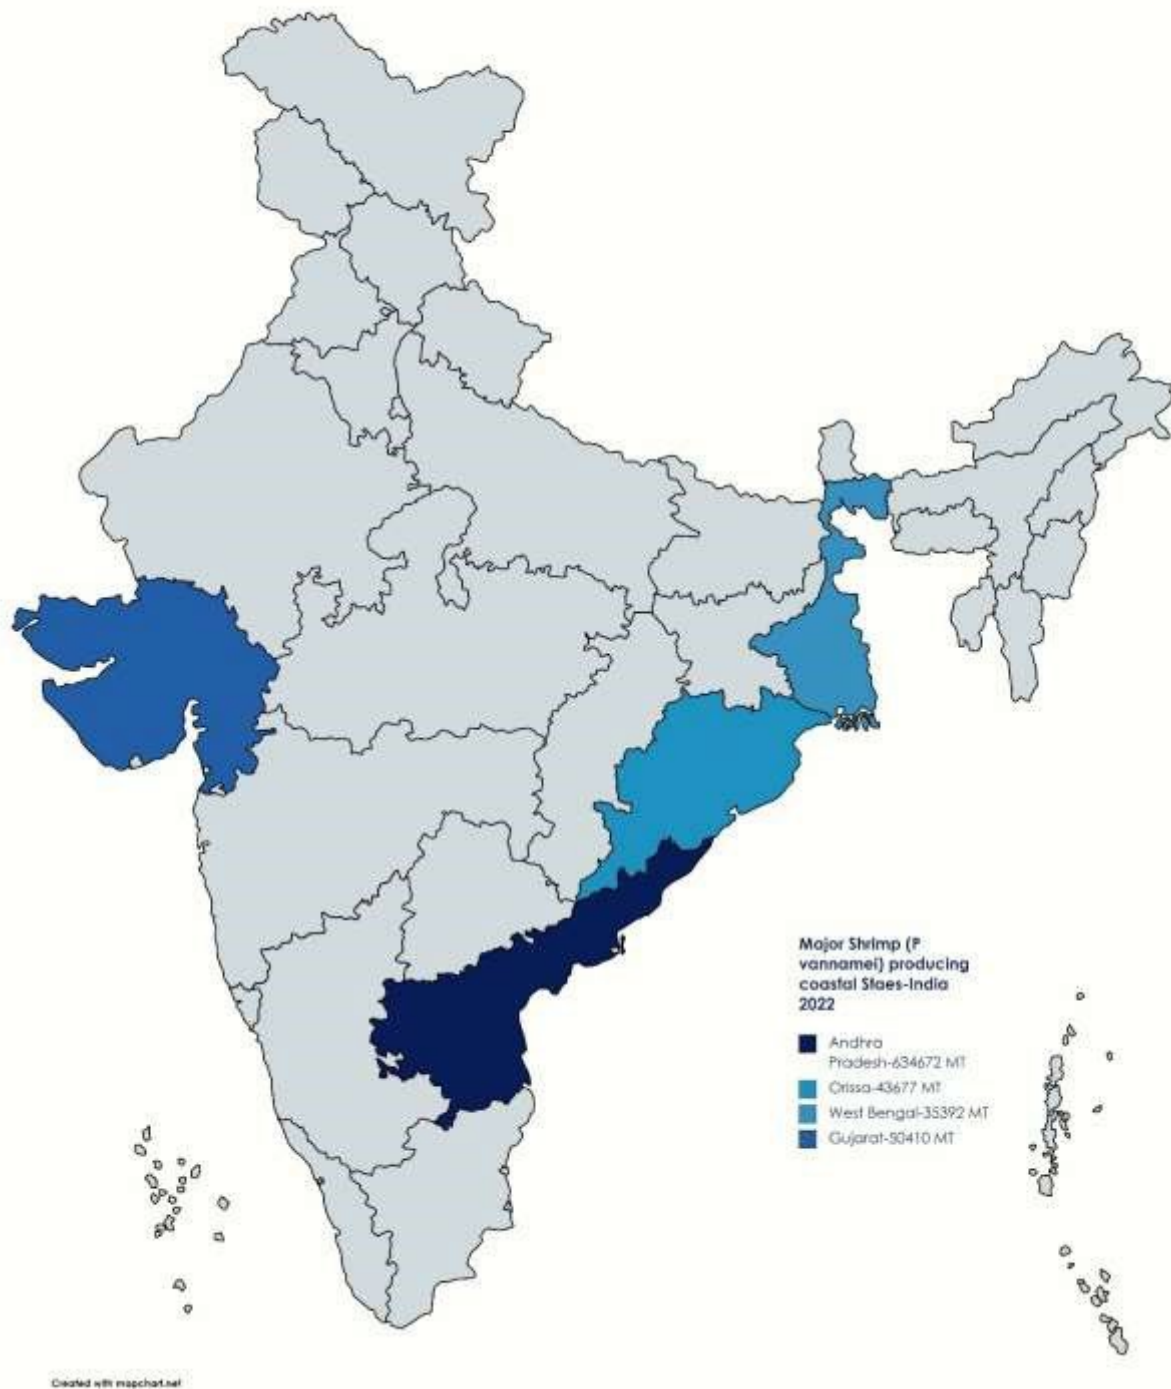 Major Shrimp (P
vannamei) producing
coastal Staes-India
2022
Andhra
Pradesh-634672 MT
Orissa-43677 MT
West Bengal-35392 MT
Gujarat-50410 MT
Created with mapchart.net